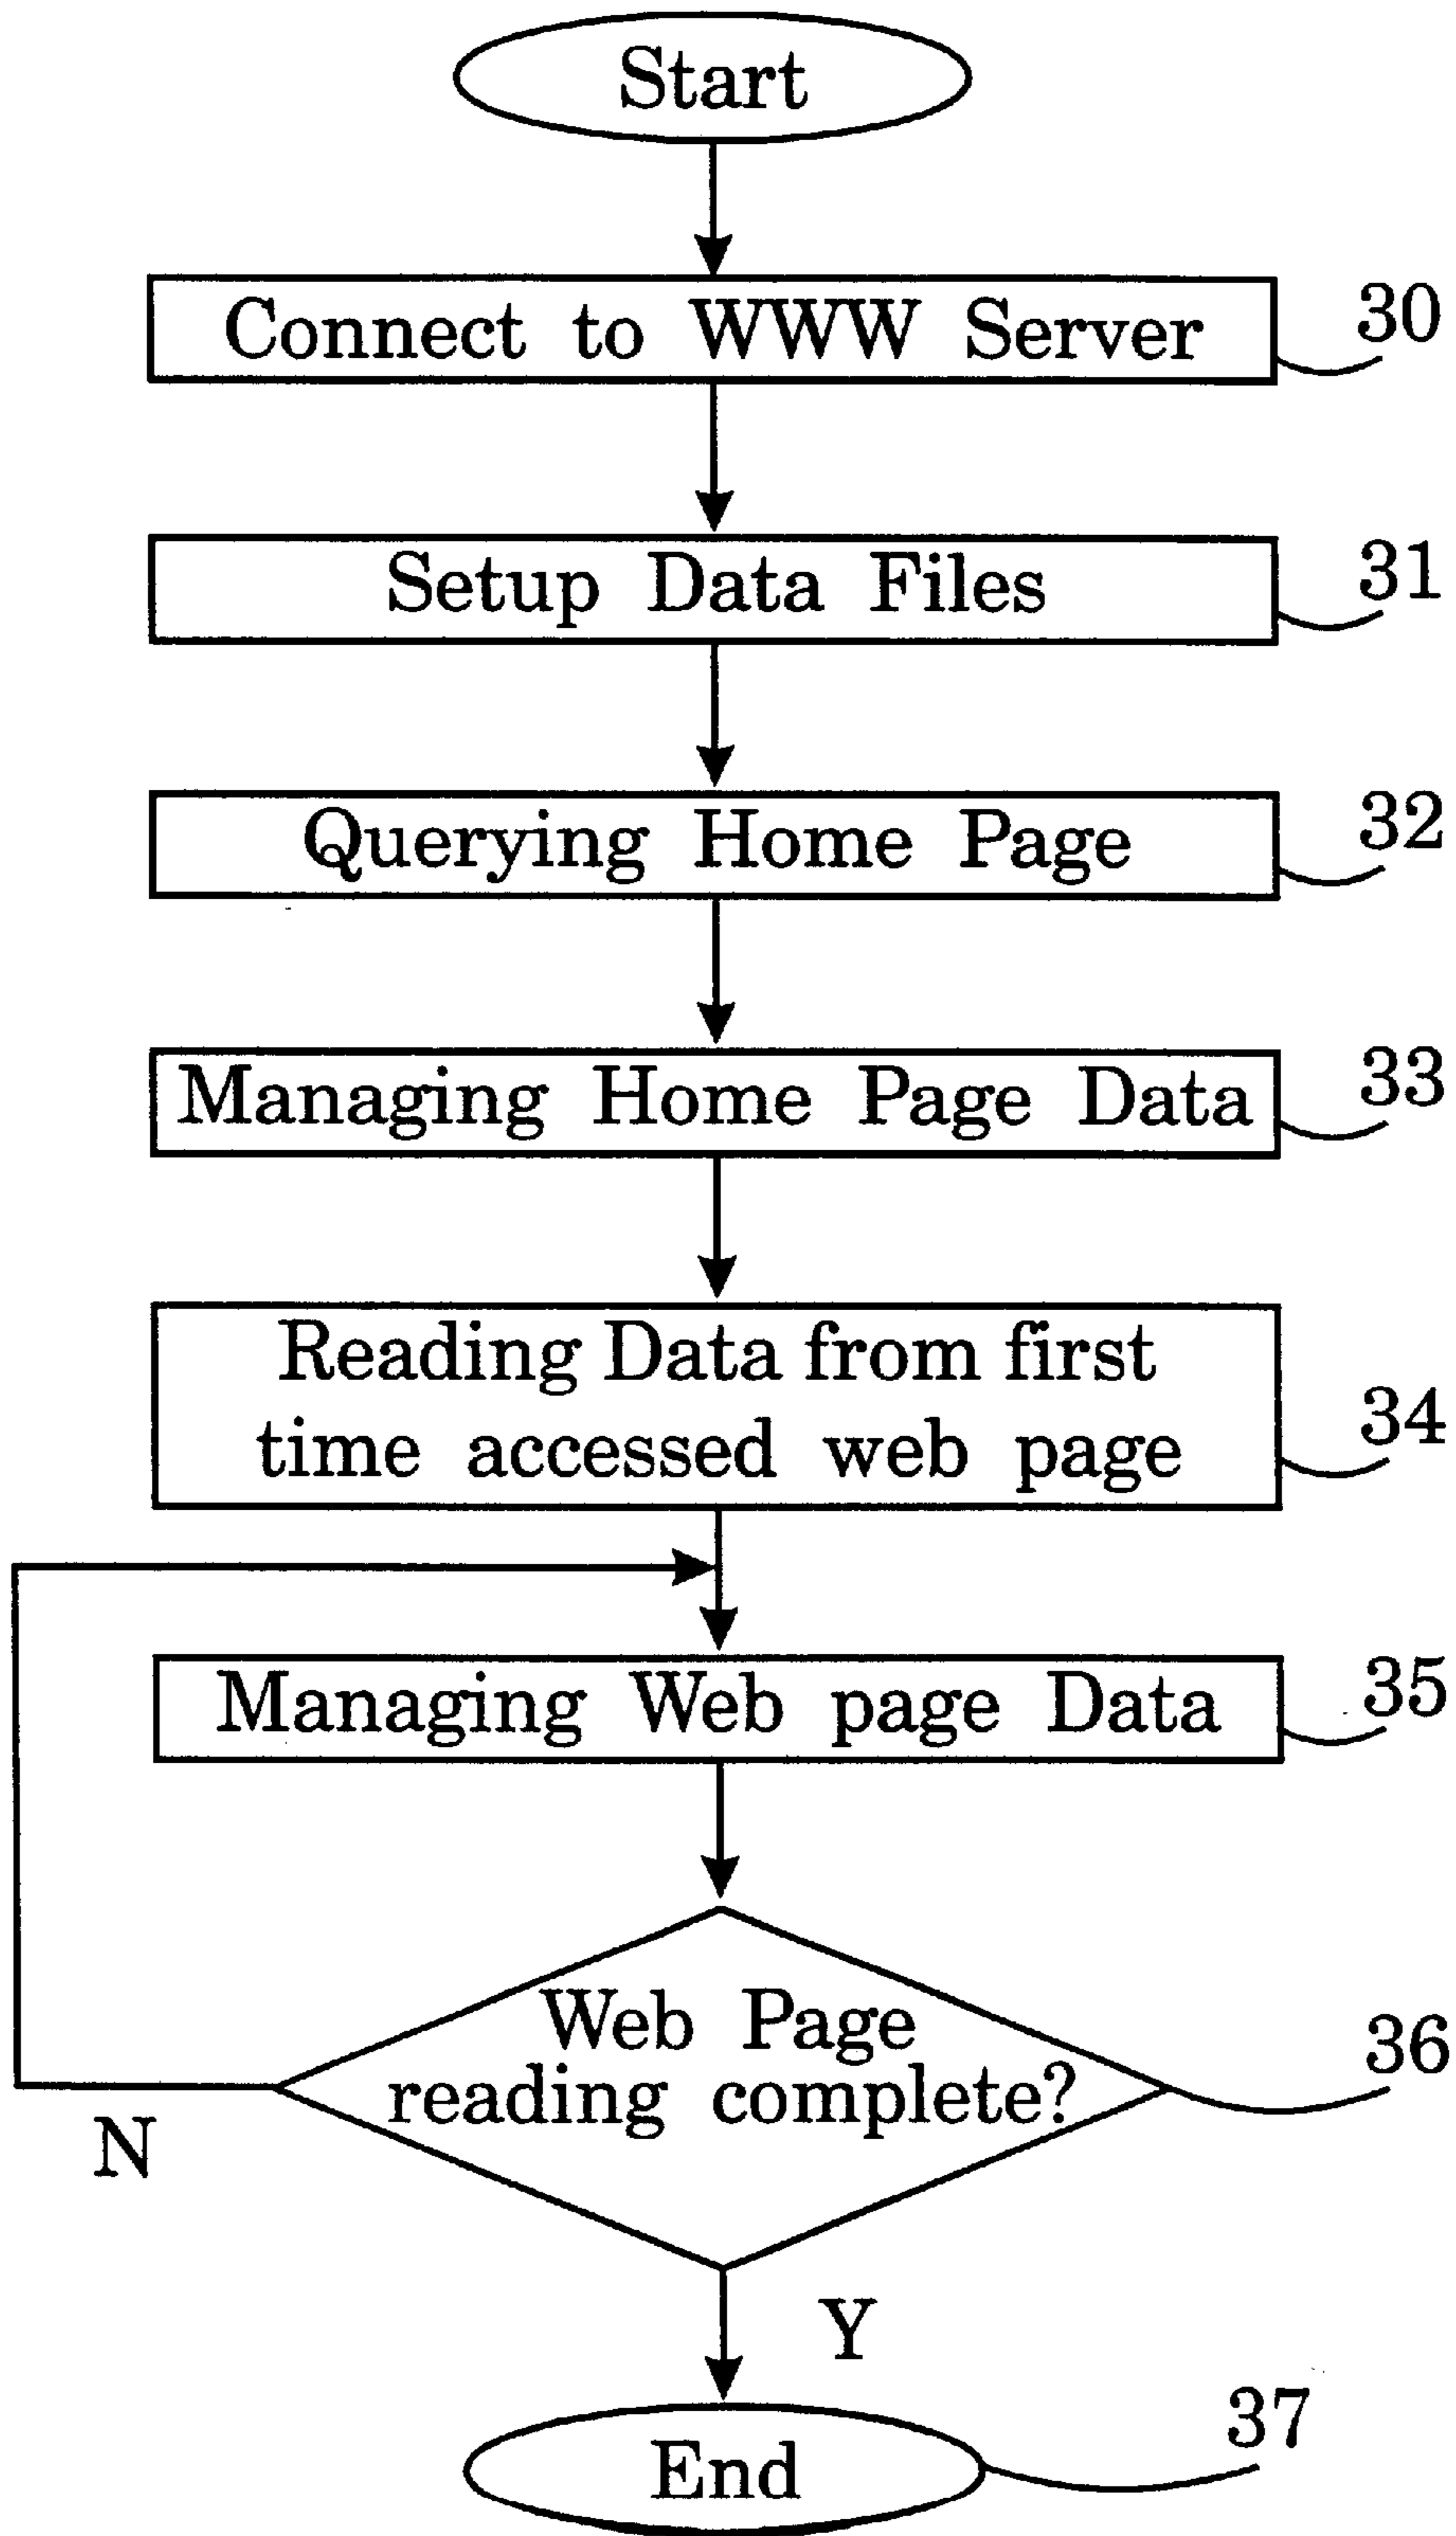 Start
Connect to WWW Server
30
Setup Data Files
31
Querying Home Page
32
Managing Home Page Data
33
Reading Data from first
time accessed web page
34
Managing Web page Data
35
Web Page
reading complete?
36
N
Y
End
37